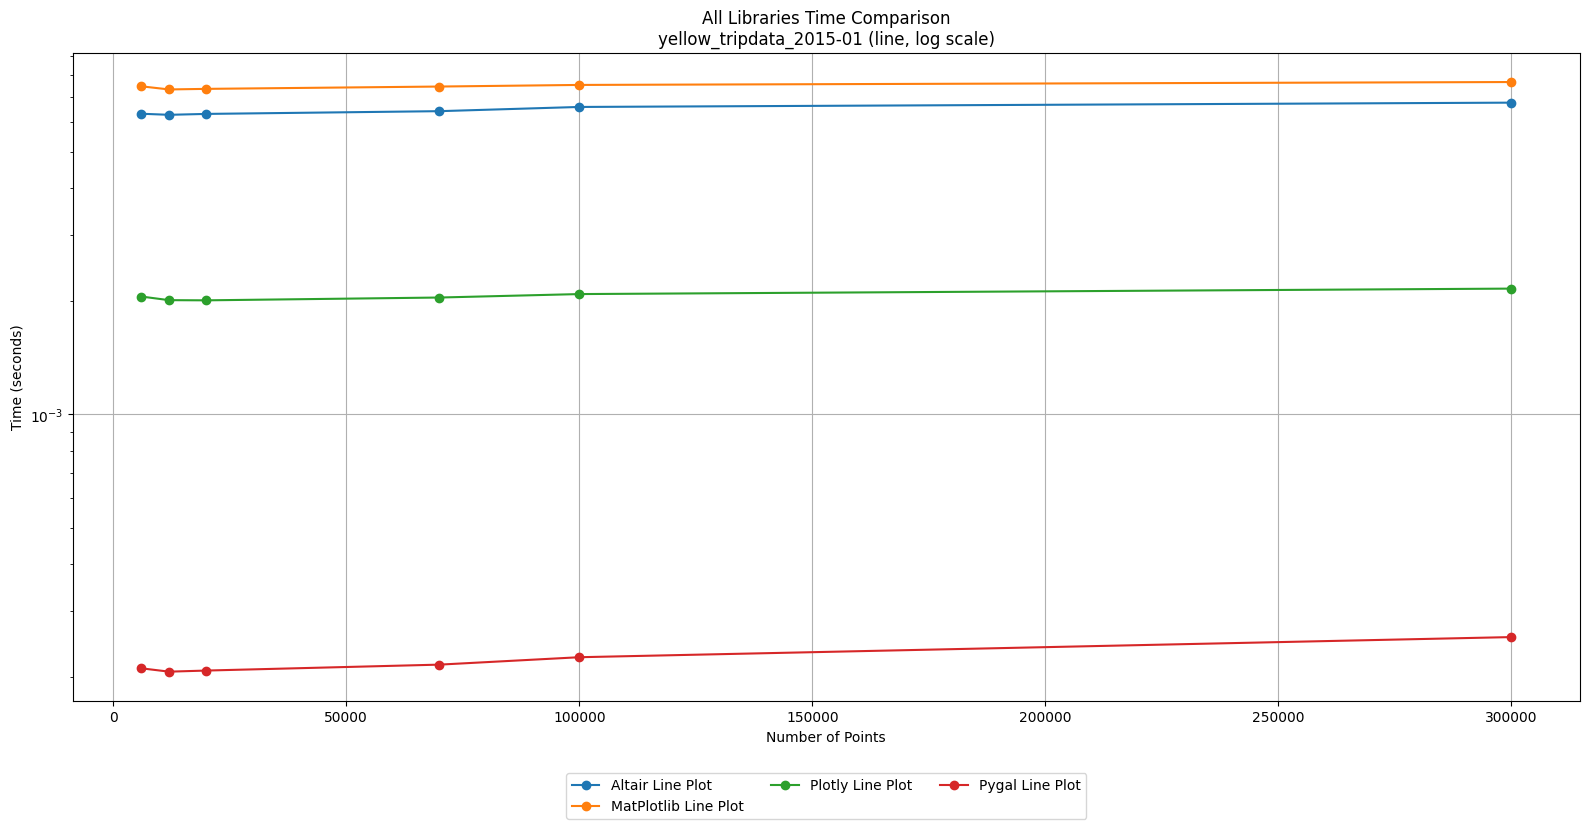 All Libraries Time Comparison
yellow_tripdata_2015-01 (line, log scale)
Time (seconds)
10⁻³
0 50000 100000 150000 200000 250000 300000
Number of Points
Altair Line Plot Plotly Line Plot Pygal Line Plot
MatPlotlib Line Plot